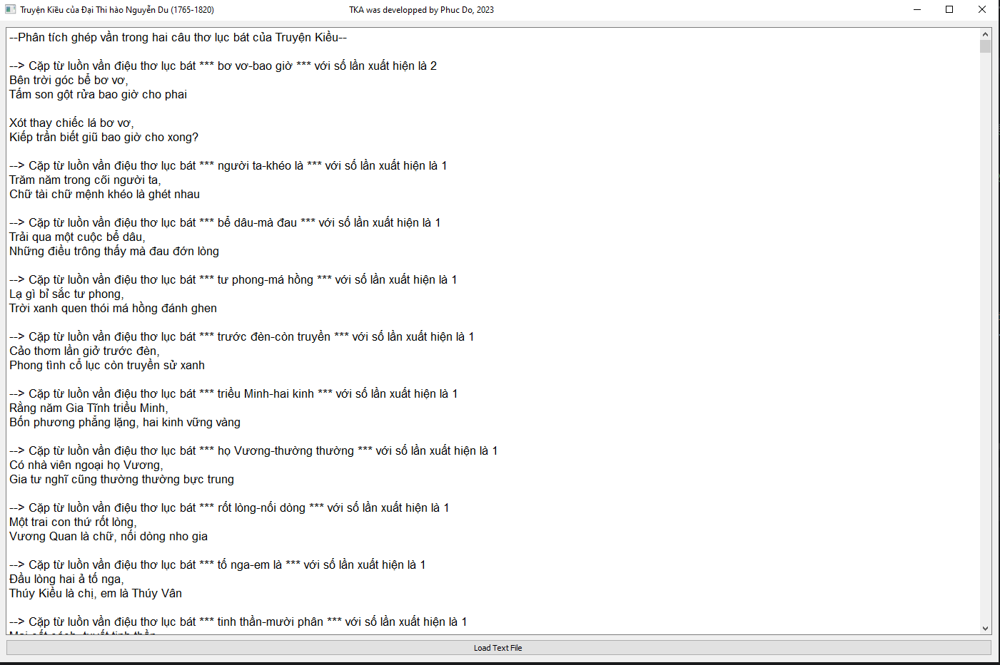 Truyện Kiều của Đại Thi hào Nguyễn Du (1765-1820) TKA was developped by Phuc Do, 2023
--Phân tích ghép vần trong hai câu thơ lục bát của Truyện Kiều--
--> Cặp từ luồn vần điệu thơ lục bát *** bơ vơ-bao giờ *** với số lần xuất hiện là 2
Bên trời góc bể bơ vơ,
Tấm son gột rửa bao giờ cho phai
Xót thay chiếc lá bơ vơ,
Kiếp trần biết giũ bao giờ cho xong?
--> Cặp từ luồn vần điệu thơ lục bát *** người ta-khéo là *** với số lần xuất hiện là 1
Trăm năm trong cõi người ta,
Chữ tài chữ mệnh khéo là ghét nhau
--> Cặp từ luồn vần điệu thơ lục bát *** bể dâu-mà đau *** với số lần xuất hiện là 1
Trải qua một cuộc bể dâu,
Những điều trông thấy mà đau đớn lòng
--> Cặp từ luồn vần điệu thơ lục bát *** tư phong-má hồng *** với số lần xuất hiện là 1
Lạ gì bỉ sắc tư phong,
Trời xanh quen thói má hồng đánh ghen
--> Cặp từ luồn vần điệu thơ lục bát *** trước đèn-còn truyền *** với số lần xuất hiện là 1
Cảo thơm lần giở trước đèn,
Phong tình cổ lục còn truyền sử xanh
--> Cặp từ luồn vần điệu thơ lục bát *** triều Minh-hai kinh *** với số lần xuất hiện là 1
Rằng năm Gia Tĩnh triều Minh,
Bốn phương phẳng lặng, hai kinh vững vàng
--> Cặp từ luồn vần điệu thơ lục bát *** họ Vương-thường thường *** với số lần xuất hiện là 1
Có nhà viên ngoại họ Vương,
Gia tư nghĩ cũng thường thường bực trung
--> Cặp từ luồn vần điệu thơ lục bát *** rốt lòng-nối dòng *** với số lần xuất hiện là 1
Một trai con thứ rốt lòng,
Vương Quan là chữ, nối dòng nho gia
--> Cặp từ luồn vần điệu thơ lục bát *** tố nga-em là *** với số lần xuất hiện là 1
Đầu lòng hai ả tố nga,
Thúy Kiều là chị, em là Thúy Vân
--> Cặp từ luồn vần điệu thơ lục bát *** tinh thần-mười phân *** với số lần xuất hiện là 1
Mai cốt cách, tuyết tinh thần
Load Text File